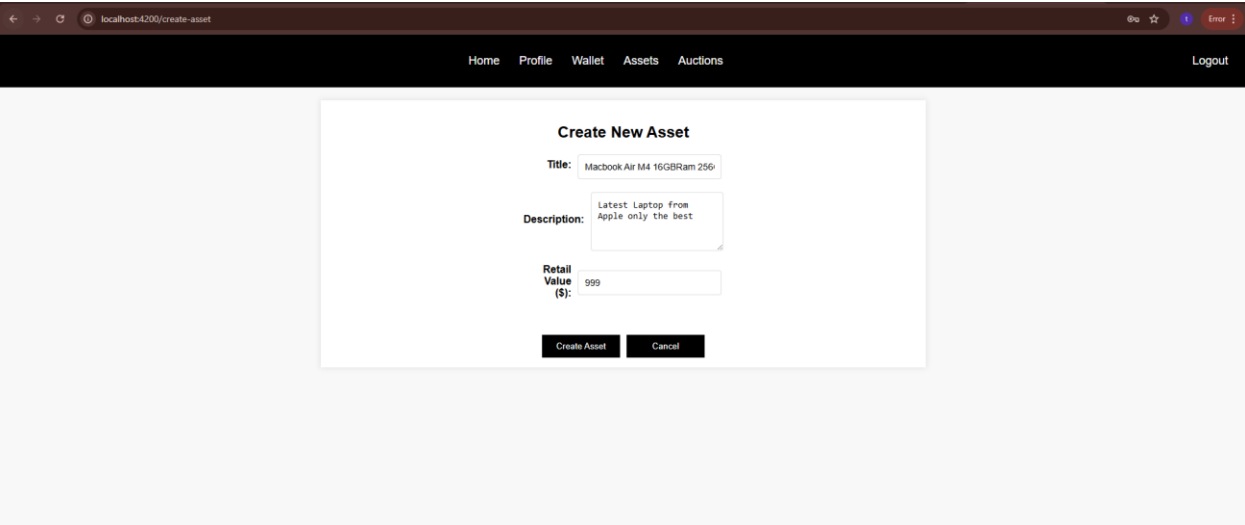 localhost:4200/create-asset
t
Error
Home Profile Wallet Assets Auctions Logout
Create New Asset
Title: Macbook Air M4 16GBRam 256
Description:
Latest Laptop from
Apple only the best
Retail
Value
($):
999
Create Asset Cancel